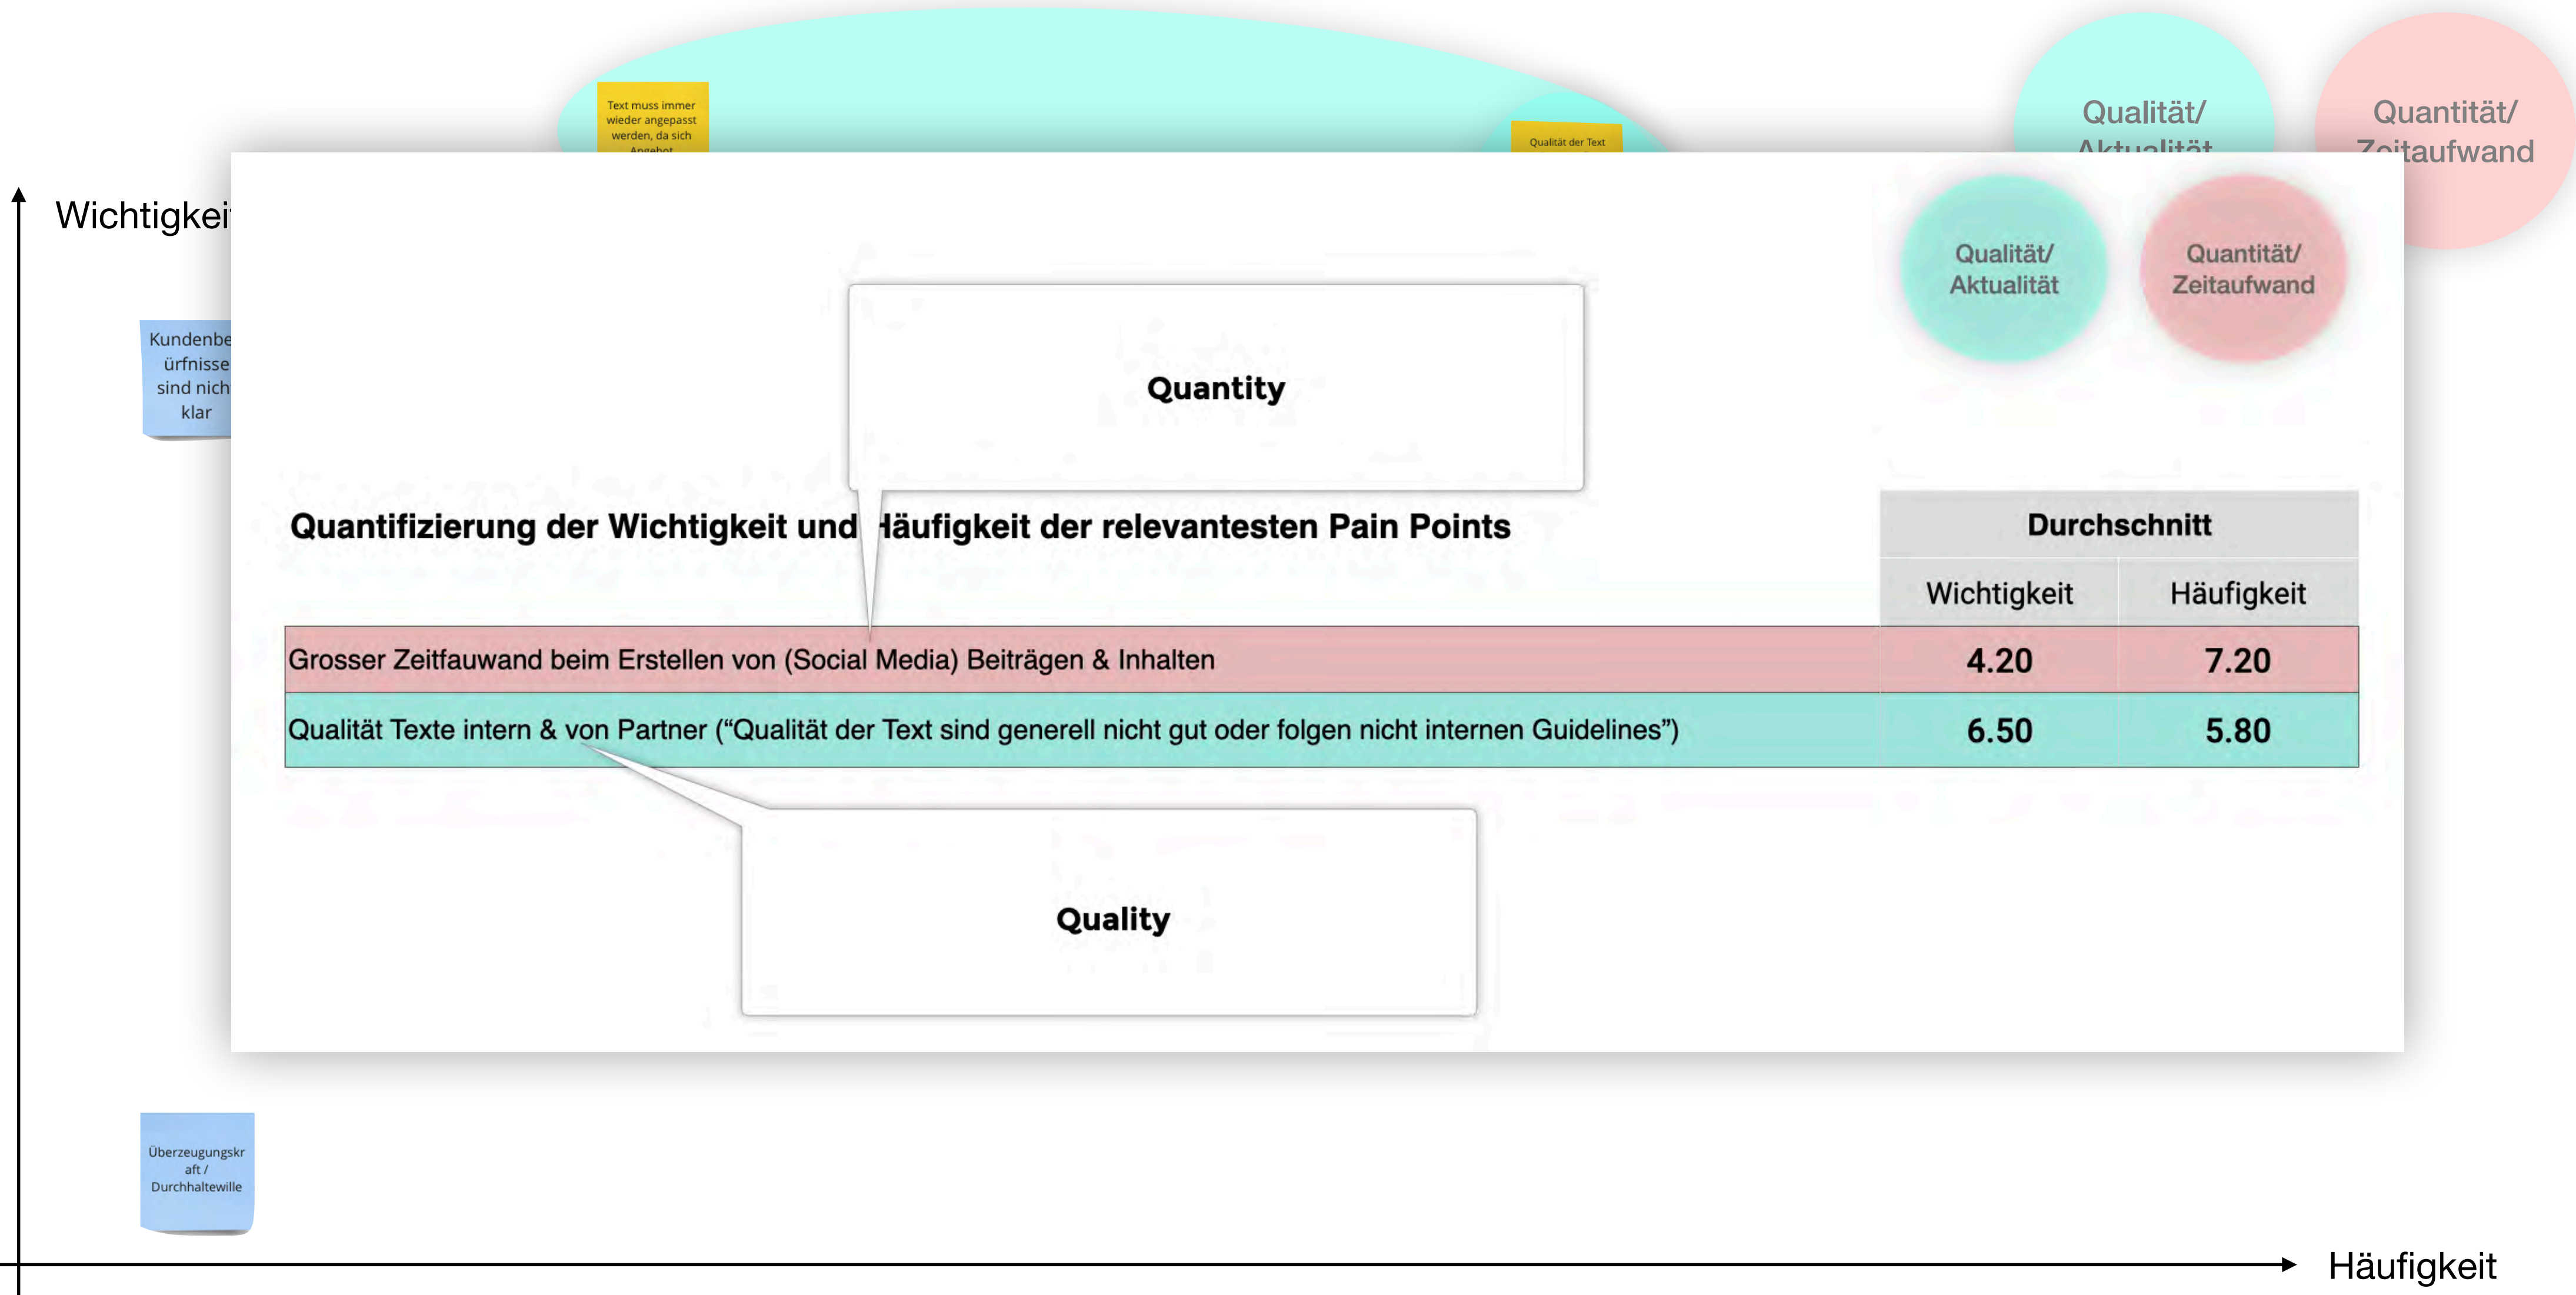 Text muss immer
wieder angepasst
werden, da sich
Angebot
Qualität der Text
Qualität/
Aktualität
Quantität/
Zeitaufwand
Wichtigkei
Qualität/
Aktualität
Quantität/
Zeitaufwand
Kundenbe
ürfnisse
sind nich
klar
Quantity
Quantifizierung der Wichtigkeit und Häufigkeit der relevantesten Pain Points
Durchschnitt
Wichtigkeit Häufigkeit
Grosser Zeitfauwand beim Erstellen von (Social Media) Beiträgen & Inhalten 4.20 7.20
Qualität Texte intern & von Partner (“Qualität der Text sind generell nicht gut oder folgen nicht internen Guidelines”) 6.50 5.80
Quality
Überzeugungskr
aft /
Durchhaltewille
Häufigkeit